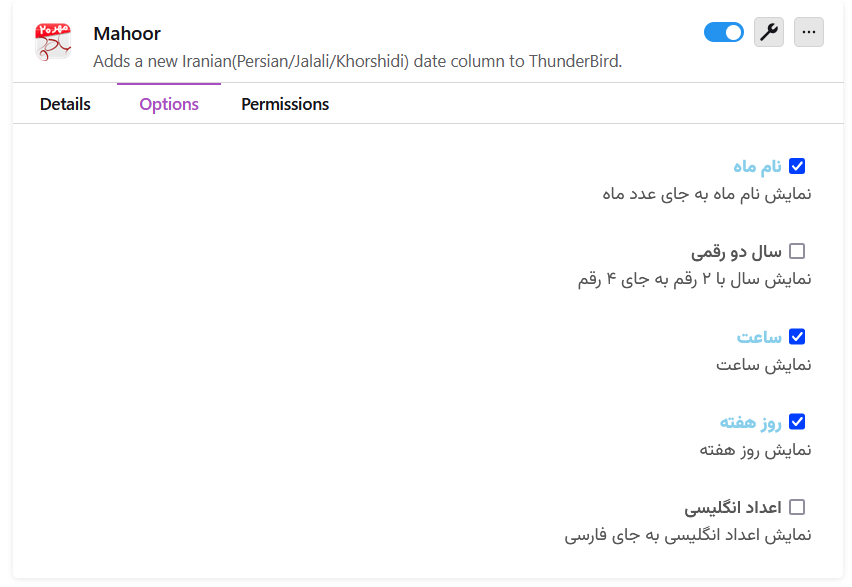 مهر۲۰
Mahoor
Adds a new Iranian(Persian/Jalali/Khorshidi) date column to ThunderBird.
Details
Options
Permissions
نام ماه
نمایش نام ماه به جای عدد ماه
سال دو رقمی
نمایش سال با ۲ رقم به جای ۴ رقم
ساعت
نمایش ساعت
روز هفته
نمایش روز هفته
اعداد انگلیسی
نمایش اعداد انگلیسی به جای فارسی